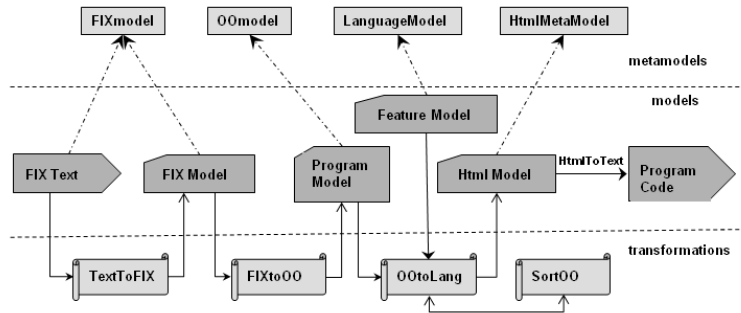 FIXmodel
OOmodel
LanguageModel
HtmlMetaModel
metamodels
models
Feature Model
FIX Text
FIX Model
Program
Model
Html Model
HtmlToText
Program
Code
transformations
TextToFIX
FIXtoOO
OOtoLang
SortOO